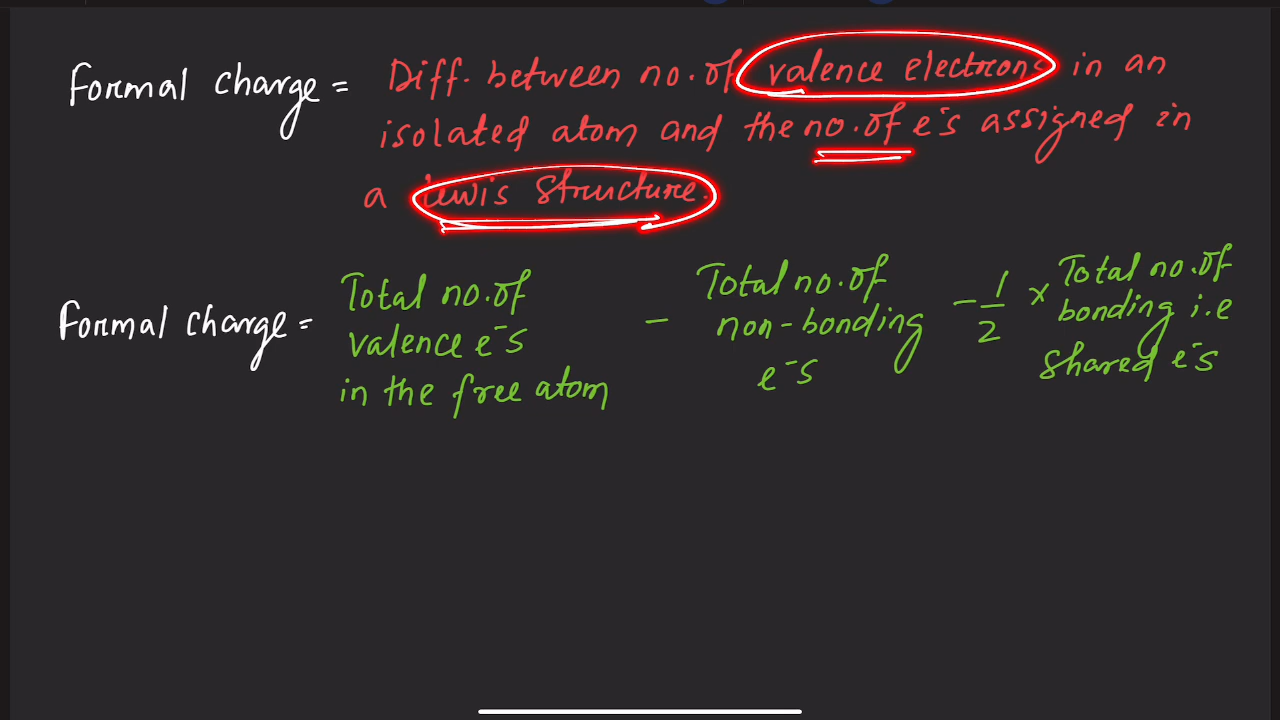 Formal charge = Diff. between no. of valence electrons in an
isolated atom and the no. of e⁻s assigned in
a Lewis Structure.
Formal charge = Total no. of valence e⁻s in the free atom - Total no. of non-bonding e⁻s - 1/2 × Total no. of bonding i.e shared e⁻s